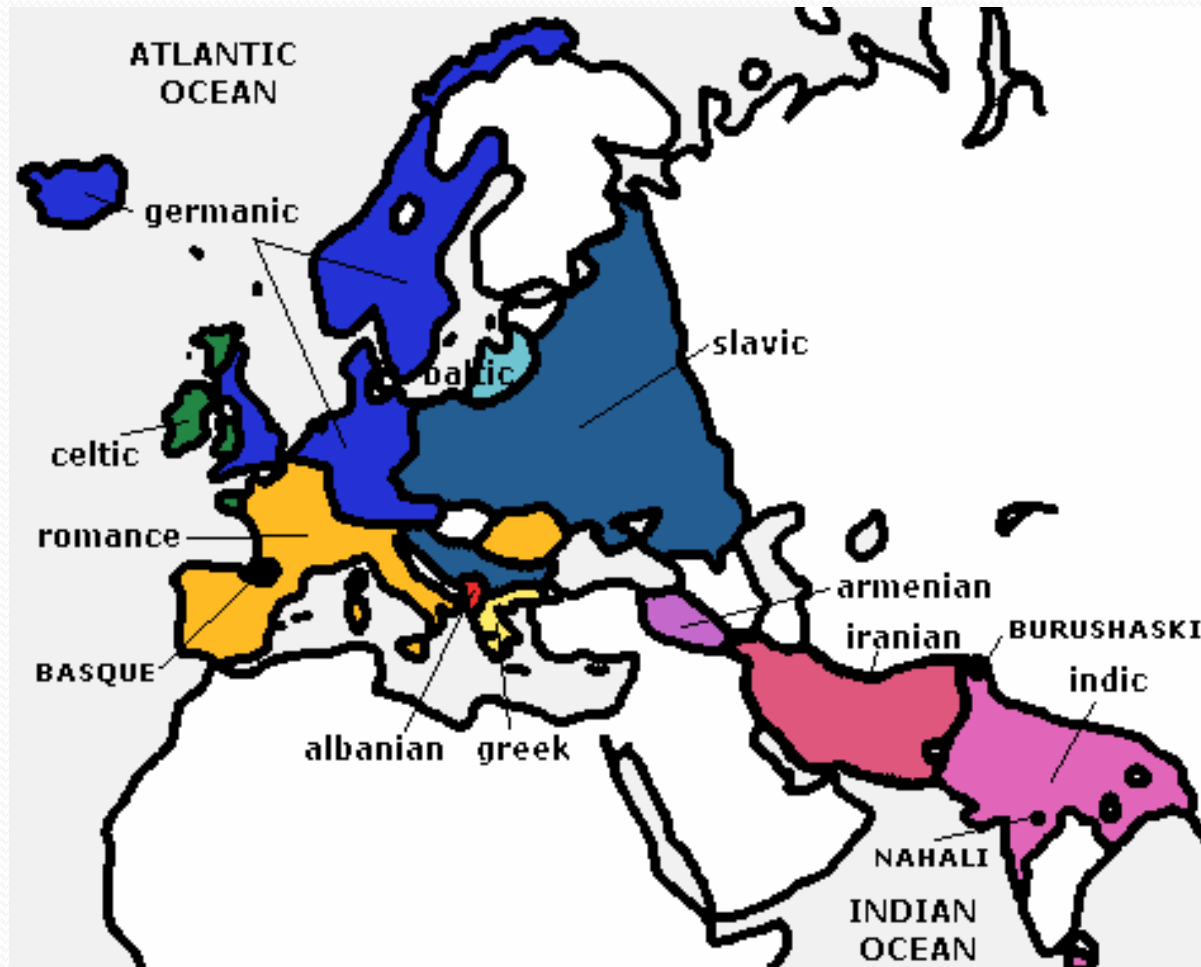 ATLANTIC
OCEAN
germanic
slavic
baltic
celtic
romance
armenian
iranian
BURUSHASKI
BASQUE
indic
albanian
greek
NAHALI
INDIAN
OCEAN